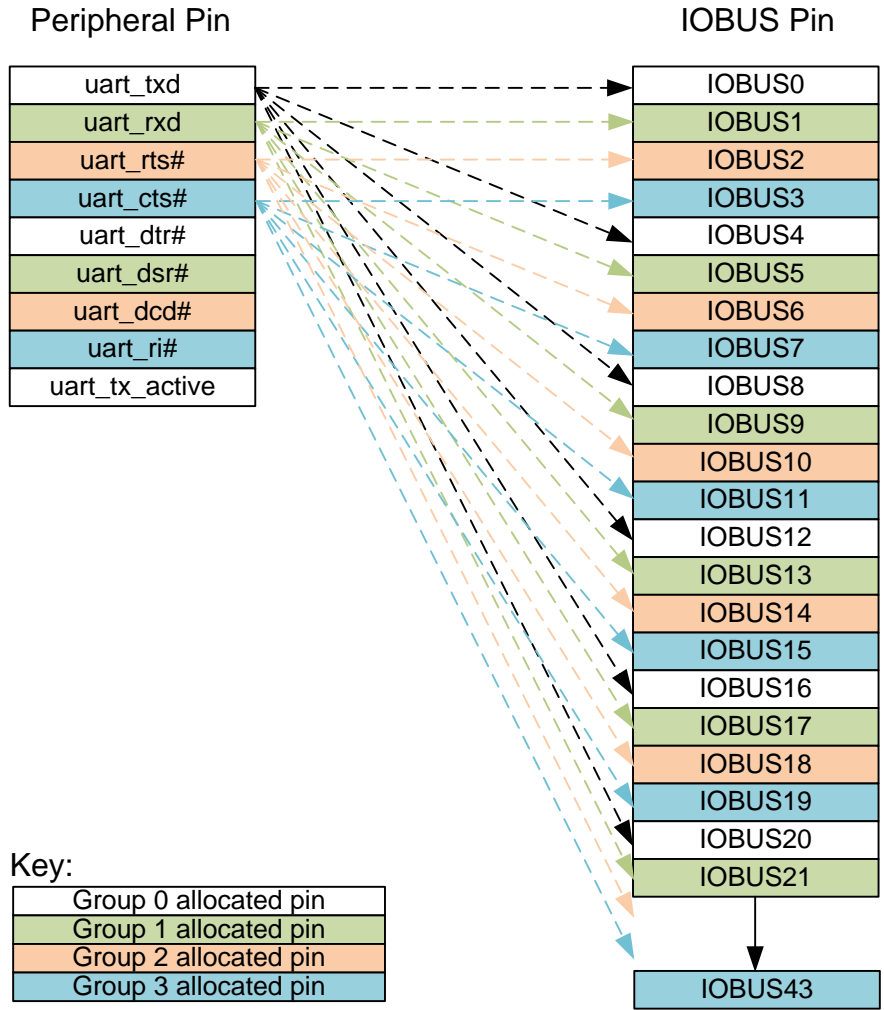 Peripheral Pin
uart_txd
uart_rxd
uart_rts#
uart_cts#
uart_dtr#
uart_dsr#
uart_dcd#
uart_ri#
uart_tx_active
IOBUS Pin
IOBUS0
IOBUS1
IOBUS2
IOBUS3
IOBUS4
IOBUS5
IOBUS6
IOBUS7
IOBUS8
IOBUS9
IOBUS10
IOBUS11
IOBUS12
IOBUS13
IOBUS14
IOBUS15
IOBUS16
IOBUS17
IOBUS18
IOBUS19
IOBUS20
IOBUS21
IOBUS43
Key:
Group 0 allocated pin
Group 1 allocated pin
Group 2 allocated pin
Group 3 allocated pin